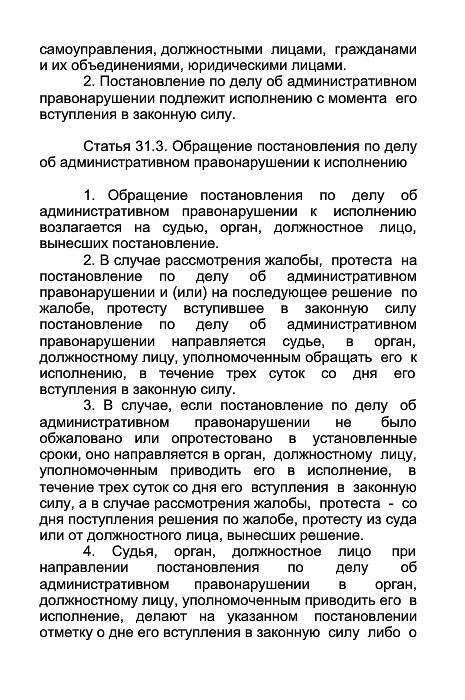 самоуправления, должностными лицами, гражданами
и их объединениями, юридическими лицами.
2. Постановление по делу об административном
правонарушении подлежит исполнению с момента его
вступления в законную силу.
Статья 31.3. Обращение постановления по делу
об административном правонарушении к исполнению
1. Обращение постановления по делу об
административном правонарушении к исполнению
возлагается на судью, орган, должностное лицо,
вынесших постановление.
2. В случае рассмотрения жалобы, протеста на
постановление по делу об административном
правонарушении и (или) на последующее решение по
жалобе, протесту вступившее в законную силу
постановление по делу об административном
правонарушении направляется судье, в орган,
должностному лицу, уполномоченным обращать его к
исполнению, в течение трех суток со дня его
вступления в законную силу.
3. В случае, если постановление по делу об
административном правонарушении не было
обжаловано или опротестовано в установленные
сроки, оно направляется в орган, должностному лицу,
уполномоченным приводить его в исполнение, в
течение трех суток со дня его вступления в законную
силу, а в случае рассмотрения жалобы, протеста - со
дня поступления решения по жалобе, протесту из суда
или от должностного лица, вынесших решение.
4. Судья, орган, должностное лицо при
направлении постановления по делу об
административном правонарушении в орган,
должностному лицу, уполномоченным приводить его в
исполнение, делают на указанном постановлении
отметку о дне его вступления в законную силу либо о